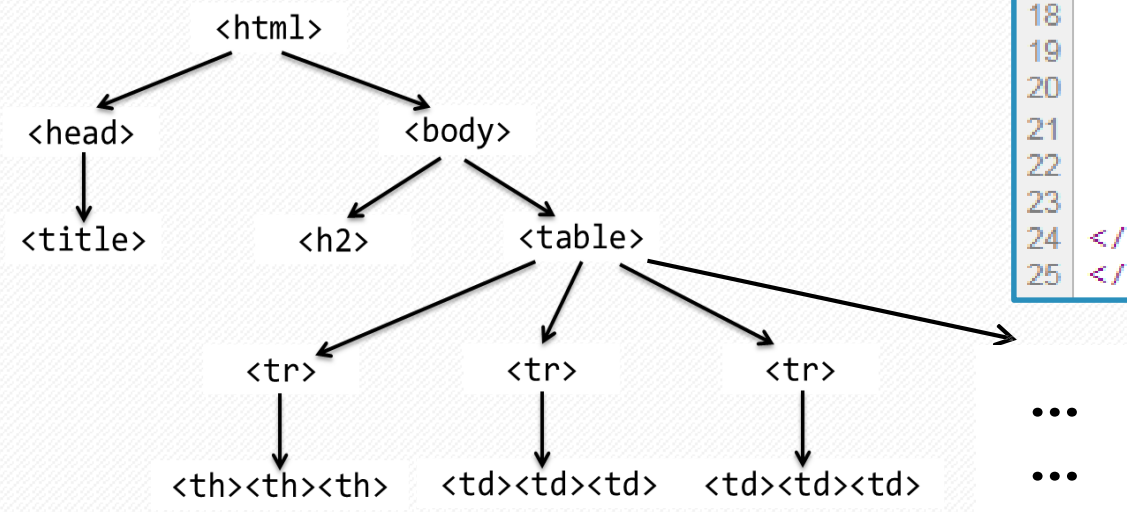 <html>
18
19
20
<head> <body>
21
22
23
<title> <h2> <table>
24 </
25 </
<tr> <tr> <tr>
...
<th><th><th> <td><td><td> <td><td><td> ...